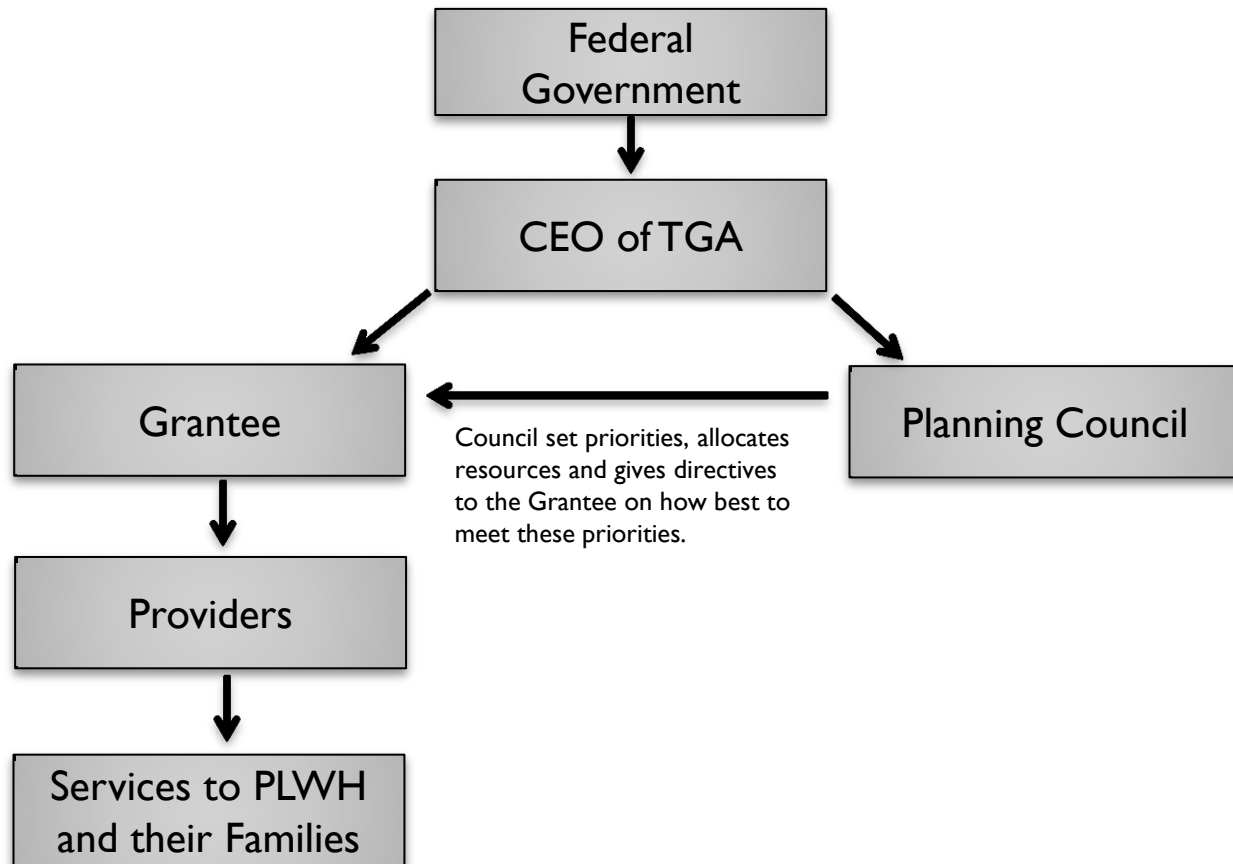 Federal
Government
CEO of TGA
Grantee
Planning Council
Council set priorities, allocates
resources and gives directives
to the Grantee on how best to
meet these priorities.
Providers
Services to PLWH
and their Families